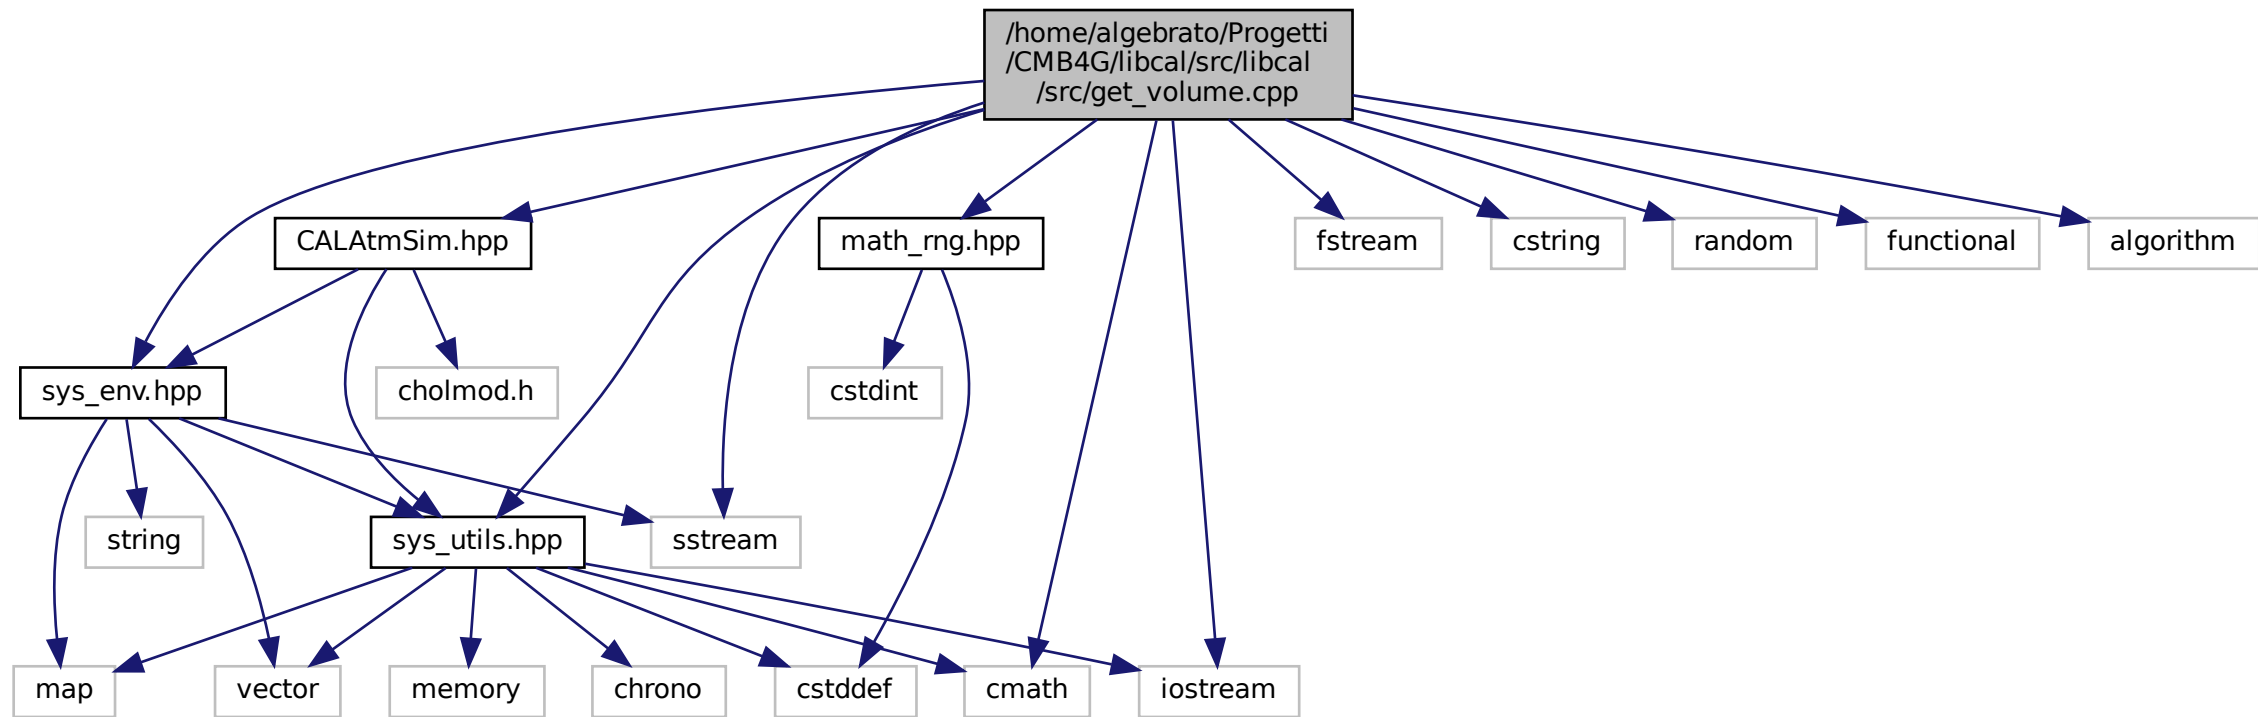 /home/algebrato/Progetti
/CMB4G/libcal/src/libcal
/src/get_volume.cpp
CALAtmSim.hpp
math_rng.hpp
fstream
cstring
random
functional
algorithm
sys_env.hpp
cholmod.h
cstdint
string
sys_utils.hpp
sstream
map
vector
memory
chrono
cstddef
cmath
iostream